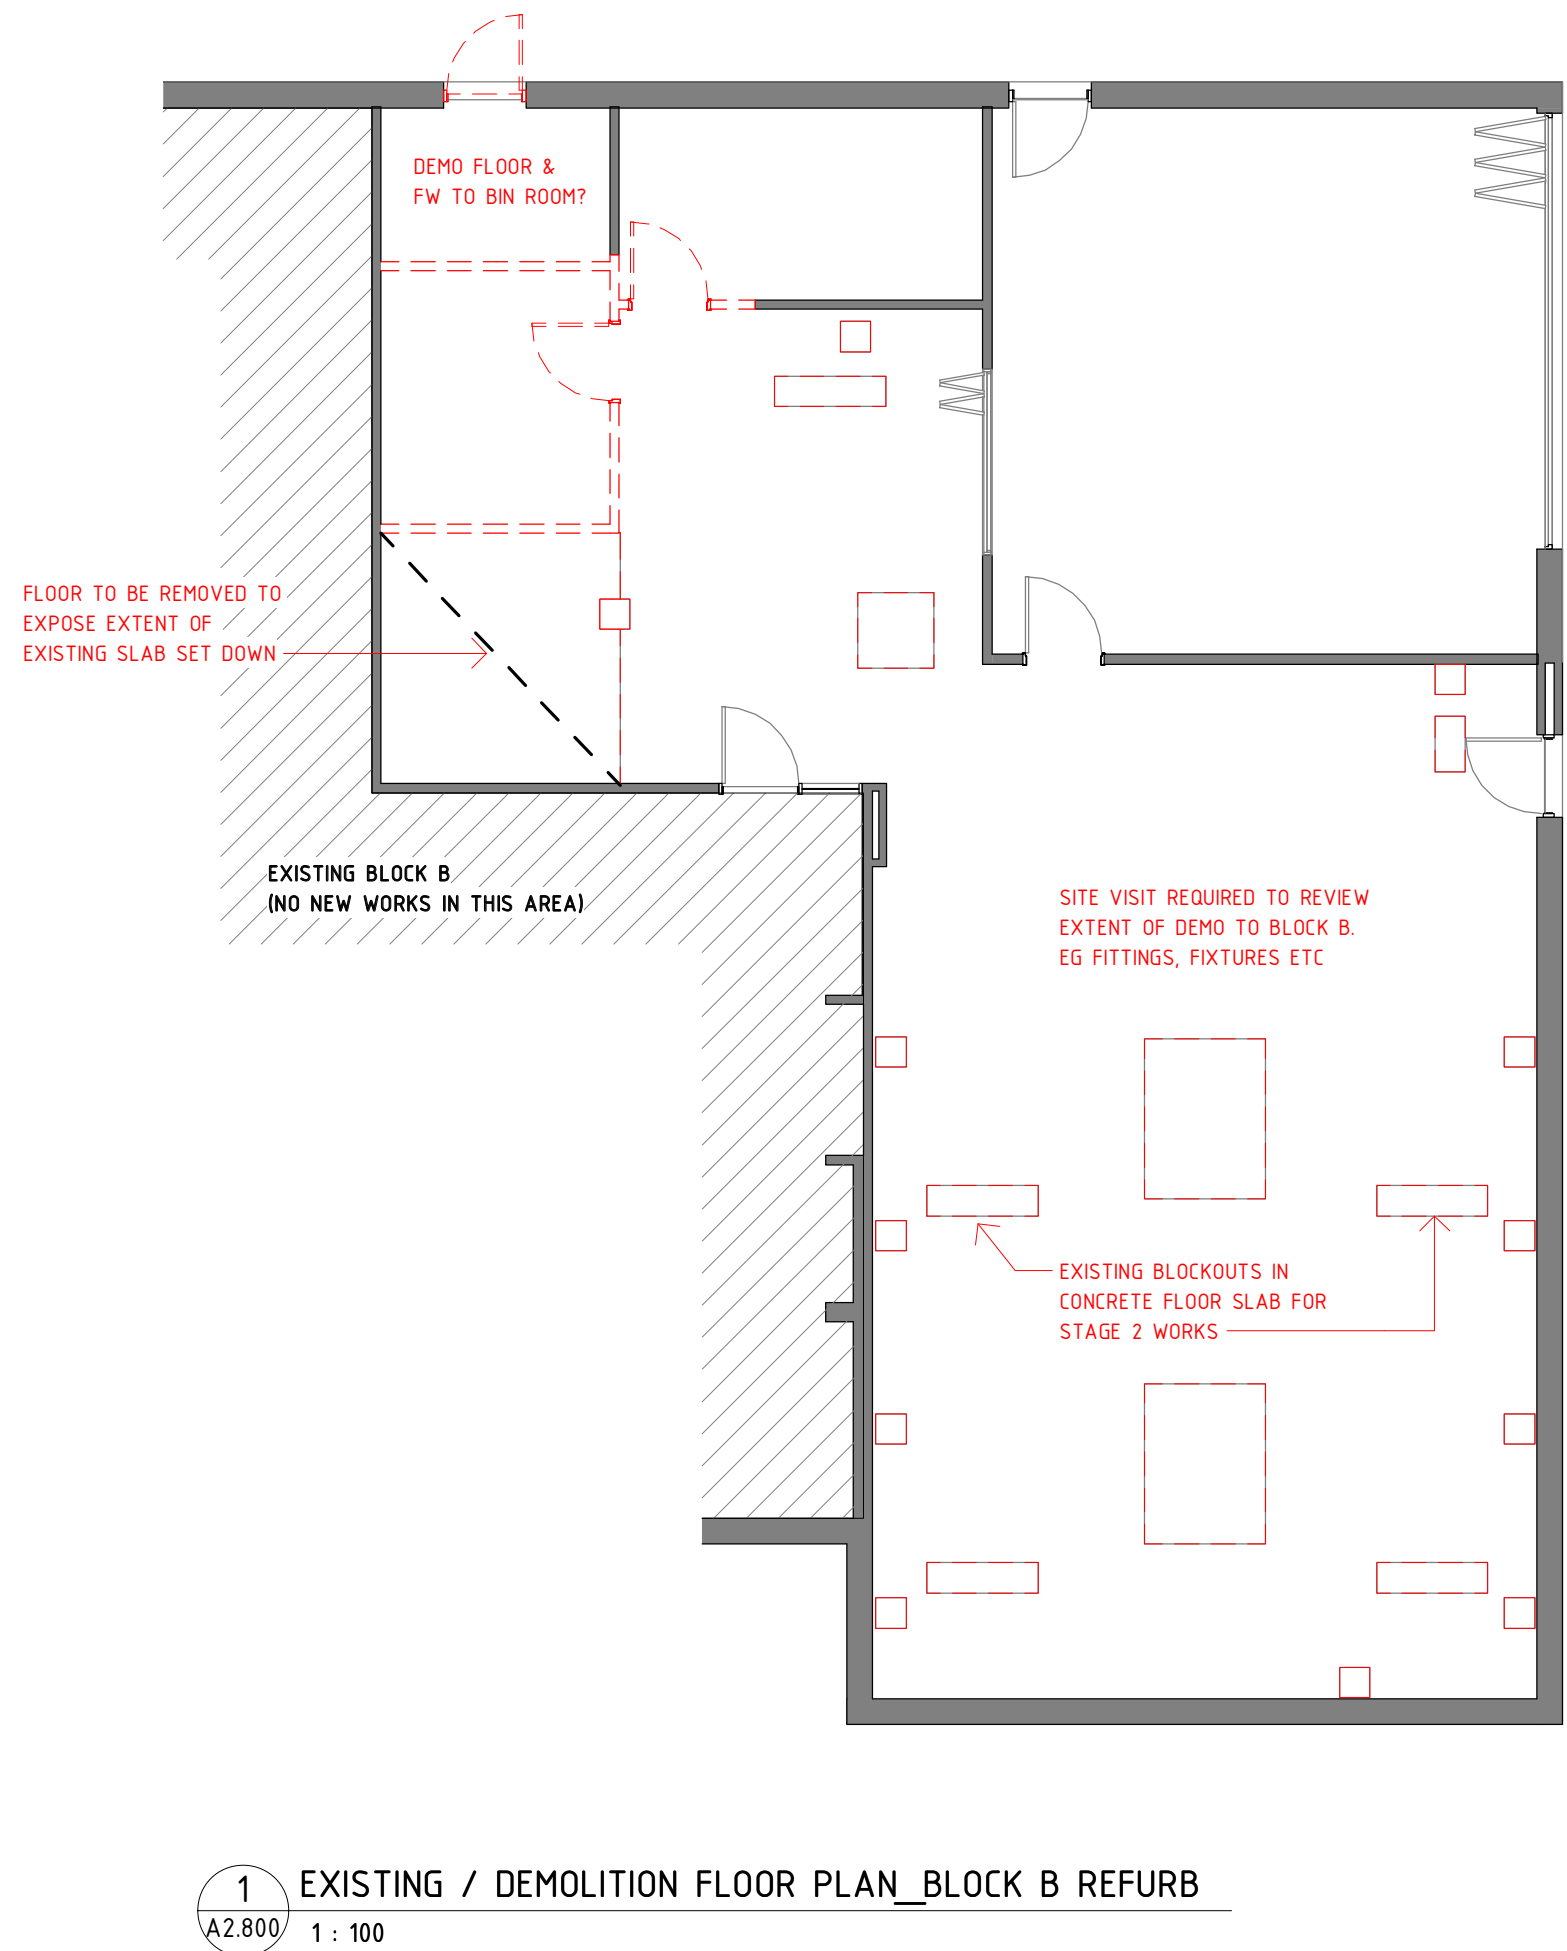 DEMO FLOOR &
FW TO BIN ROOM?
FLOOR TO BE REMOVED TO
EXPOSE EXTENT OF
EXISTING SLAB SET DOWN
EXISTING BLOCK B
(NO NEW WORKS IN THIS AREA)
SITE VISIT REQUIRED TO REVIEW
EXTENT OF DEMO TO BLOCK B.
EG FITTINGS, FIXTURES ETC
EXISTING BLOCKOUTS IN
CONCRETE FLOOR SLAB FOR
STAGE 2 WORKS
1
EXISTING / DEMOLITION FLOOR PLAN_BLOCK B REFURB
A2.800
1 : 100